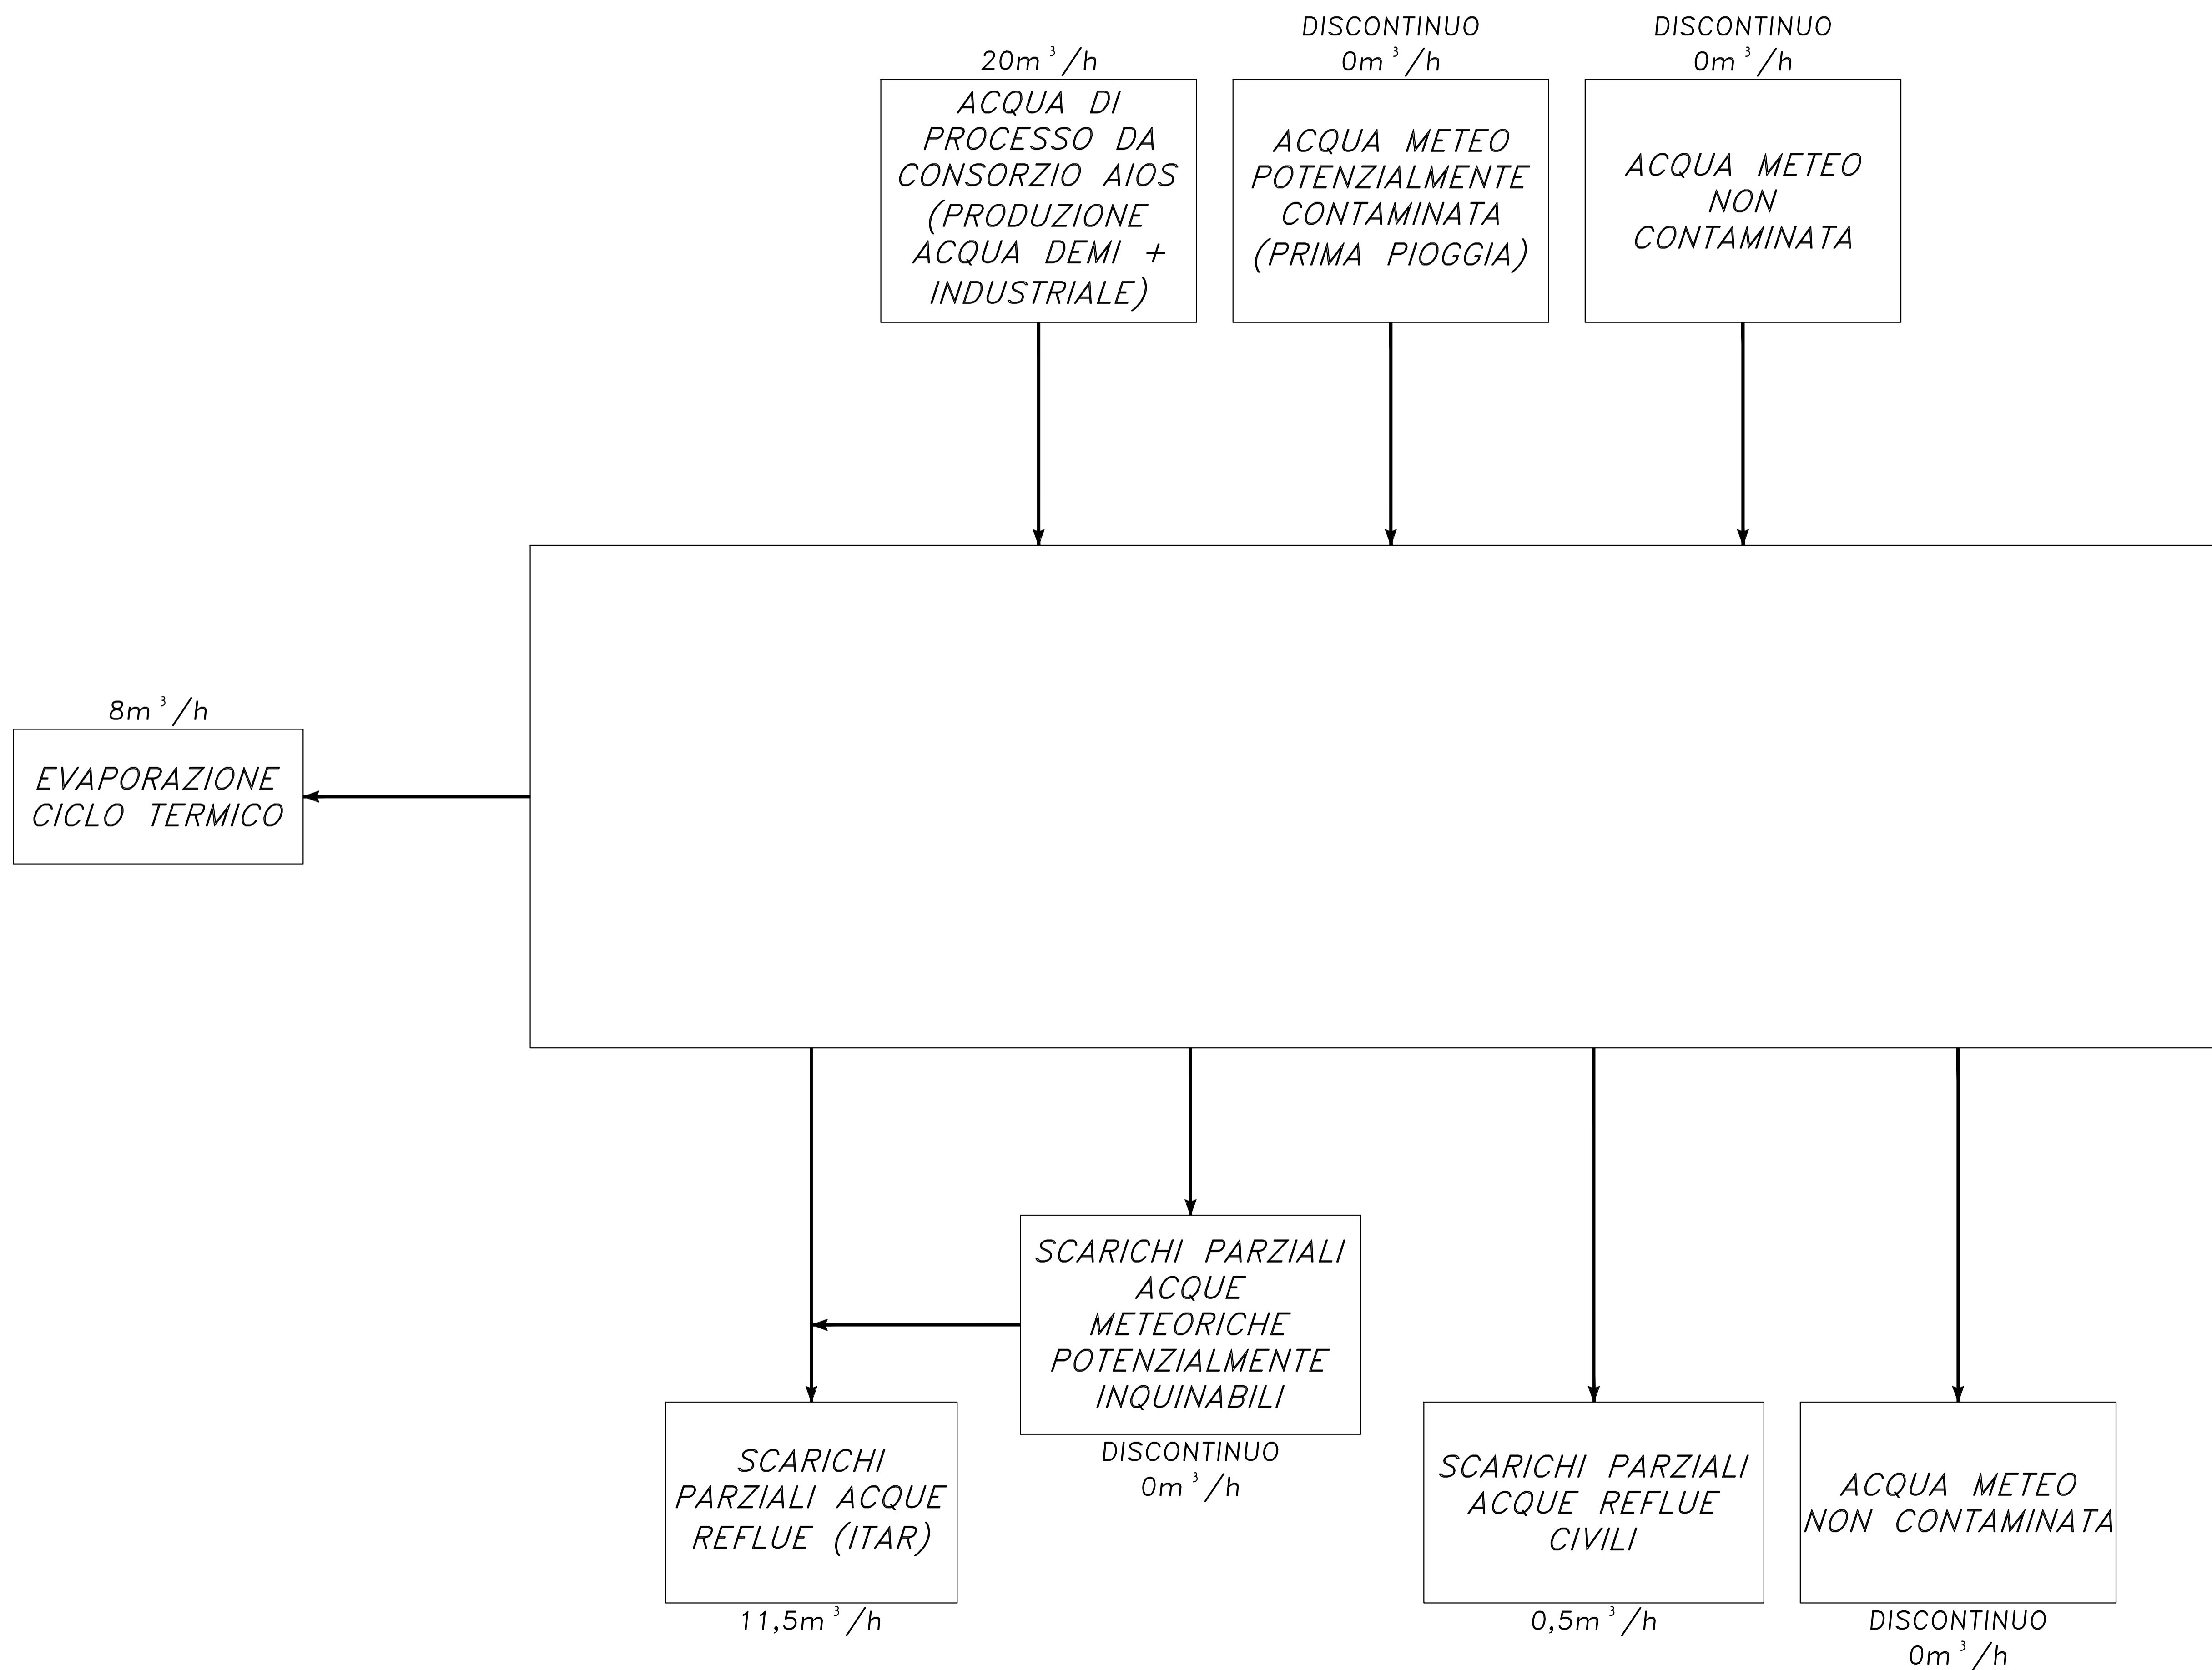 20m³/h
ACQUA DI
PROCESSO DA
CONSORZIO AIOS
(PRODUZIONE
ACQUA DEMI +
INDUSTRIALE)
DISCONTINUO
0m³/h
ACQUA METEO
POTENZIALMENTE
CONTAMINATA
(PRIMA PIOGGIA)
DISCONTINUO
0m³/h
ACQUA METEO
NON
CONTAMINATA
8m³/h
EVAPORAZIONE
CICLO TERMICO
SCARICHI PARZIALI
ACQUE
METEORICHE
POTENZIALMENTE
INQUINABILI
DISCONTINUO
0m³/h
SCARICHI
PARZIALI ACQUE
REFLUE (ITAR)
11,5m³/h
SCARICHI PARZIALI
ACQUE REFLUE
CIVILI
0,5m³/h
ACQUA METEO
NON CONTAMINATA
DISCONTINUO
0m³/h